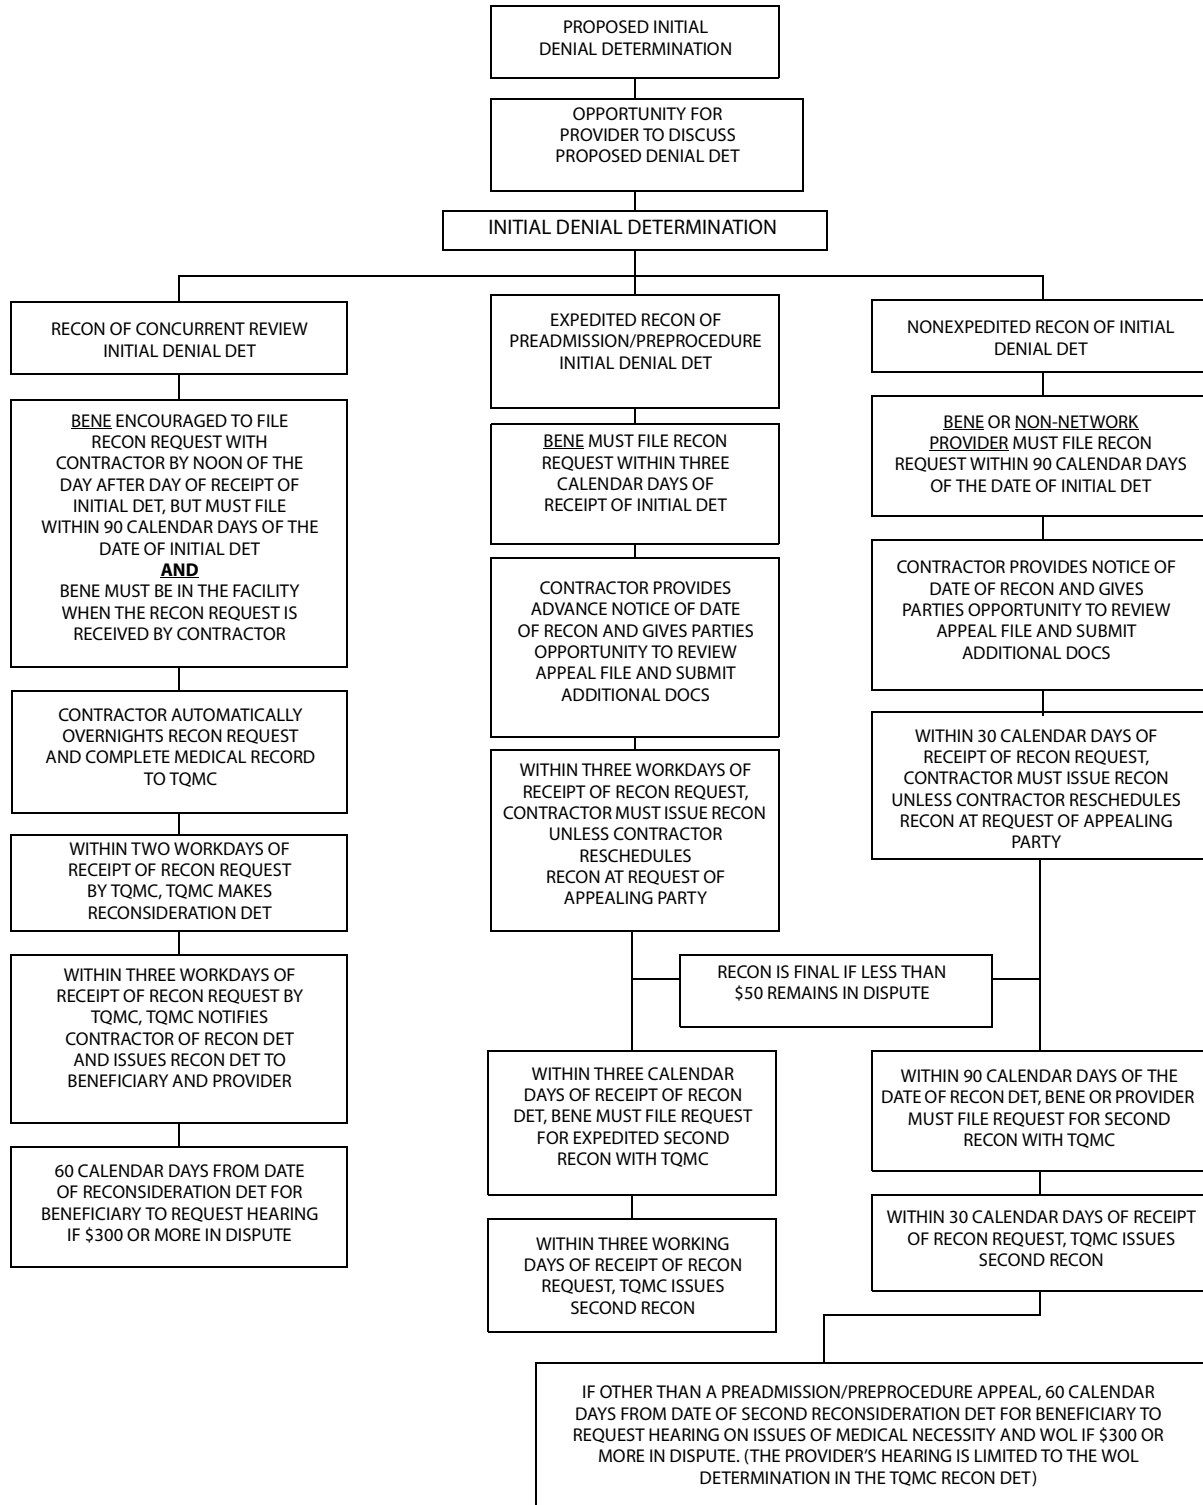 PROPOSED INITIAL
DENIAL DETERMINATION
OPPORTUNITY FOR
PROVIDER TO DISCUSS
PROPOSED DENIAL DET
INITIAL DENIAL DETERMINATION
RECON OF CONCURRENT REVIEW
INITIAL DENIAL DET
BENE ENCOURAGED TO FILE
RECON REQUEST WITH
CONTRACTOR BY NOON OF THE
DAY AFTER DAY OF RECEIPT OF
INITIAL DET, BUT MUST FILE
WITHIN 90 CALENDAR DAYS OF THE
DATE OF INITIAL DET
AND
BENE MUST BE IN THE FACILITY
WHEN THE RECON REQUEST IS
RECEIVED BY CONTRACTOR
CONTRACTOR AUTOMATICALLY
OVERNIGHTS RECON REQUEST
AND COMPLETE MEDICAL RECORD
TO TQMC
WITHIN TWO WORKDAYS OF
RECEIPT OF RECON REQUEST
BY TQMC, TQMC MAKES
RECONSIDERATION DET
WITHIN THREE WORKDAYS OF
RECEIPT OF RECON REQUEST BY
TQMC, TQMC NOTIFIES
CONTRACTOR OF RECON DET
AND ISSUES RECON DET TO
BENEFICIARY AND PROVIDER
60 CALENDAR DAYS FROM DATE
OF RECONSIDERATION DET FOR
BENEFICIARY TO REQUEST HEARING
IF $300 OR MORE IN DISPUTE
EXPEDITED RECON OF
PREADMISSION/PREPROCEDURE
INITIAL DENIAL DET
BENE MUST FILE RECON
REQUEST WITHIN THREE
CALENDAR DAYS OF
RECEIPT OF INITIAL DET
CONTRACTOR PROVIDES
ADVANCE NOTICE OF DATE
OF RECON AND GIVES PARTIES
OPPORTUNITY TO REVIEW
APPEAL FILE AND SUBMIT
ADDITIONAL DOCS
WITHIN THREE WORKDAYS OF
RECEIPT OF RECON REQUEST,
CONTRACTOR MUST ISSUE RECON
UNLESS CONTRACTOR
RESCHEDULES
RECON AT REQUEST OF
APPEALING PARTY
RECON IS FINAL IF LESS THAN
$50 REMAINS IN DISPUTE
WITHIN THREE CALENDAR
DAYS OF RECEIPT OF RECON
DET, BENE MUST FILE REQUEST
FOR EXPEDITED SECOND
RECON WITH TQMC
WITHIN THREE WORKING
DAYS OF RECEIPT OF RECON
REQUEST, TQMC ISSUES
SECOND RECON
NONEXPEDITED RECON OF INITIAL
DENIAL DET
BENE OR NON-NETWORK
PROVIDER MUST FILE RECON
REQUEST WITHIN 90 CALENDAR DAYS
OF THE DATE OF INITIAL DET
CONTRACTOR PROVIDES NOTICE OF
DATE OF RECON AND GIVES
PARTIES OPPORTUNITY TO REVIEW
APPEAL FILE AND SUBMIT
ADDITIONAL DOCS
WITHIN 30 CALENDAR DAYS OF
RECEIPT OF RECON REQUEST,
CONTRACTOR MUST ISSUE RECON
UNLESS CONTRACTOR RESCHEDULES
RECON AT REQUEST OF APPEALING
PARTY
WITHIN 90 CALENDAR DAYS OF THE
DATE OF RECON DET, BENE OR PROVIDER
MUST FILE REQUEST FOR SECOND
RECON WITH TQMC
WITHIN 30 CALENDAR DAYS OF RECEIPT
OF RECON REQUEST, TQMC ISSUES
SECOND RECON
IF OTHER THAN A PREADMISSION/PREPROCEDURE APPEAL, 60 CALENDAR
DAYS FROM DATE OF SECOND RECONSIDERATION DET FOR BENEFICIARY TO
REQUEST HEARING ON ISSUES OF MEDICAL NECESSITY AND WOL IF $300 OR
MORE IN DISPUTE. (THE PROVIDER'S HEARING IS LIMITED TO THE WOL
DETERMINATION IN THE TQMC RECON DET)